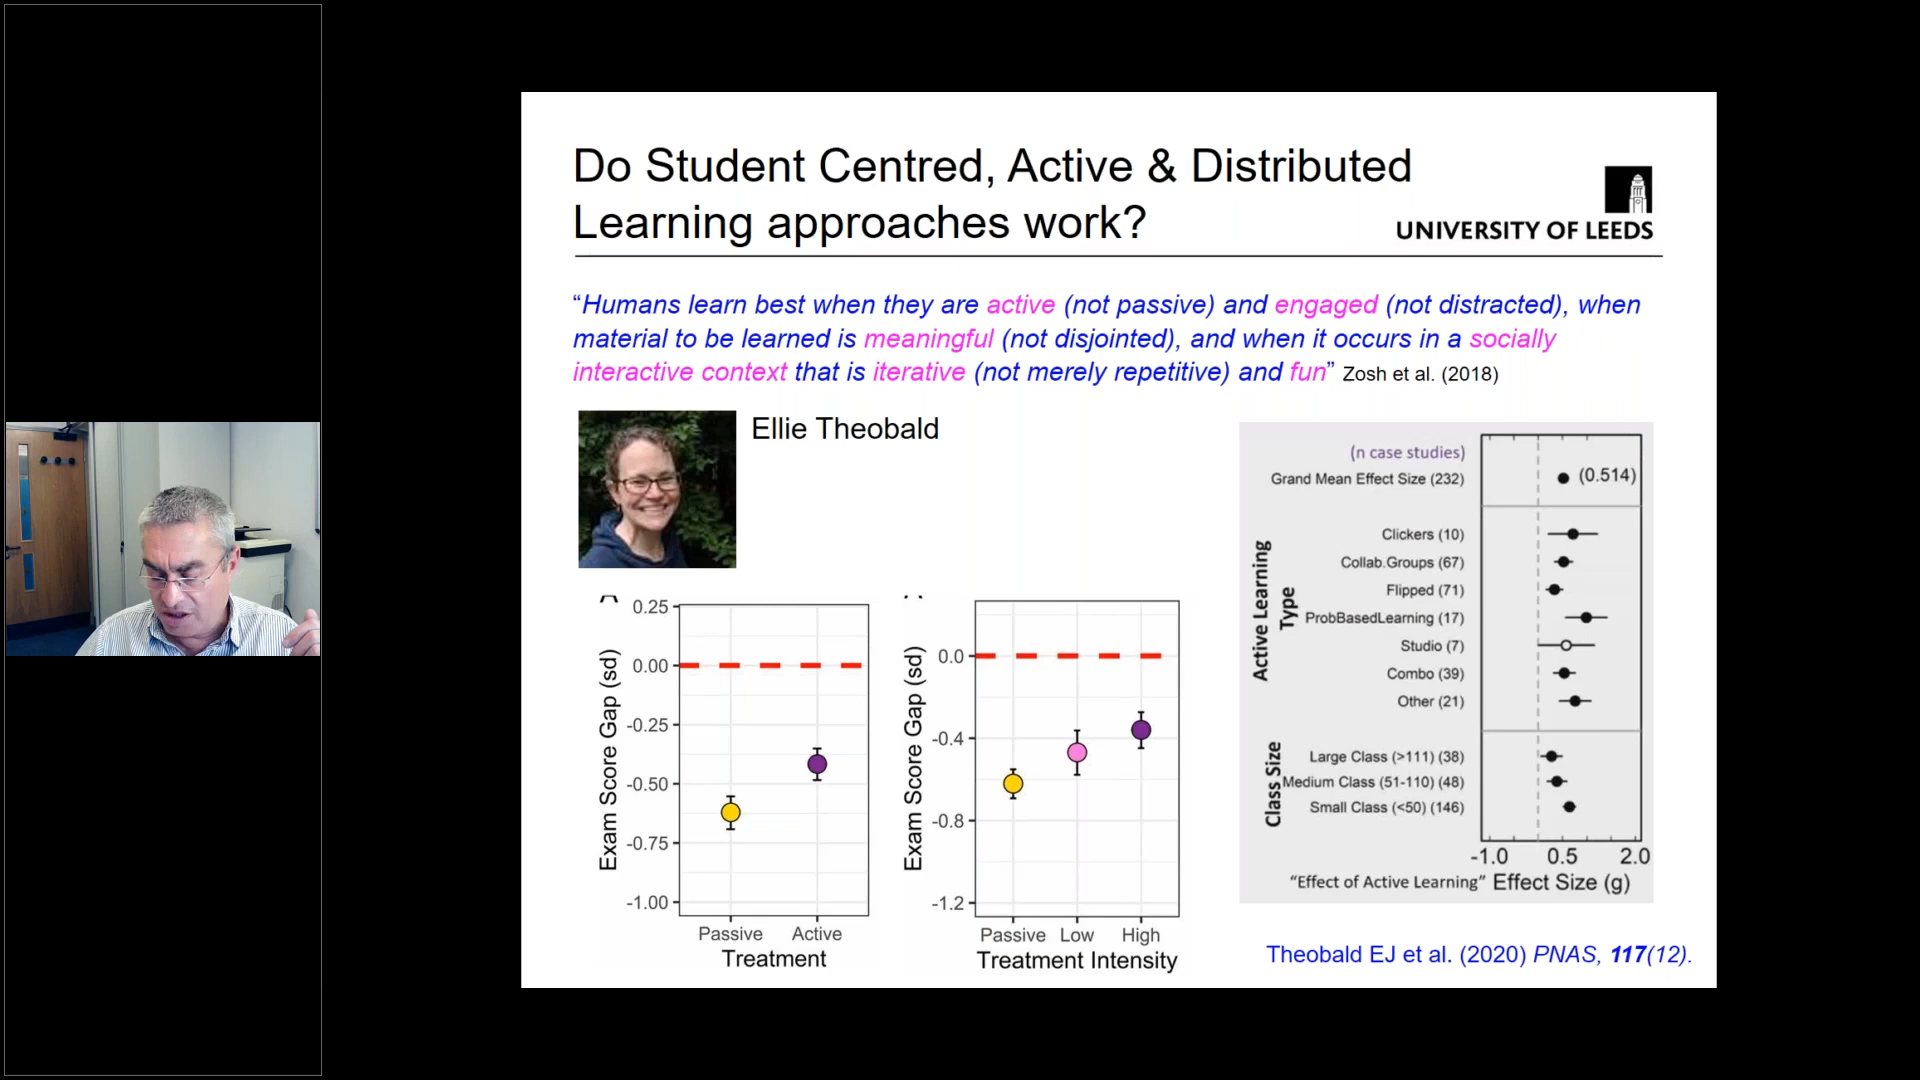 Do Student Centred, Active & Distributed
Learning approaches work?
UNIVERSITY OF LEEDS
“Humans learn best when they are active (not passive) and engaged (not distracted), when
material to be learned is meaningful (not disjointed), and when it occurs in a socially
interactive context that is iterative (not merely repetitive) and fun” Zosh et al. (2018)
Ellie Theobald
Exam Score Gap (sd)
0.25
0.00
-0.25
-0.50
-0.75
-1.00
Passive Active
Treatment
Exam Score Gap (sd)
0.0
-0.4
-0.8
-1.2
Passive Low High
Treatment Intensity
(n case studies)
Grand Mean Effect Size (232)
(0.514)
Active Learning
Type
Clickers (10)
Collab.Groups (67)
Flipped (71)
ProbBasedLearning (17)
Studio (7)
Combo (39)
Other (21)
Class Size
Large Class (>111) (38)
Medium Class (51-110) (48)
Small Class (<50) (146)
-1.0 0.5 2.0
“Effect of Active Learning” Effect Size (g)
Theobald EJ et al. (2020) PNAS, 117(12).